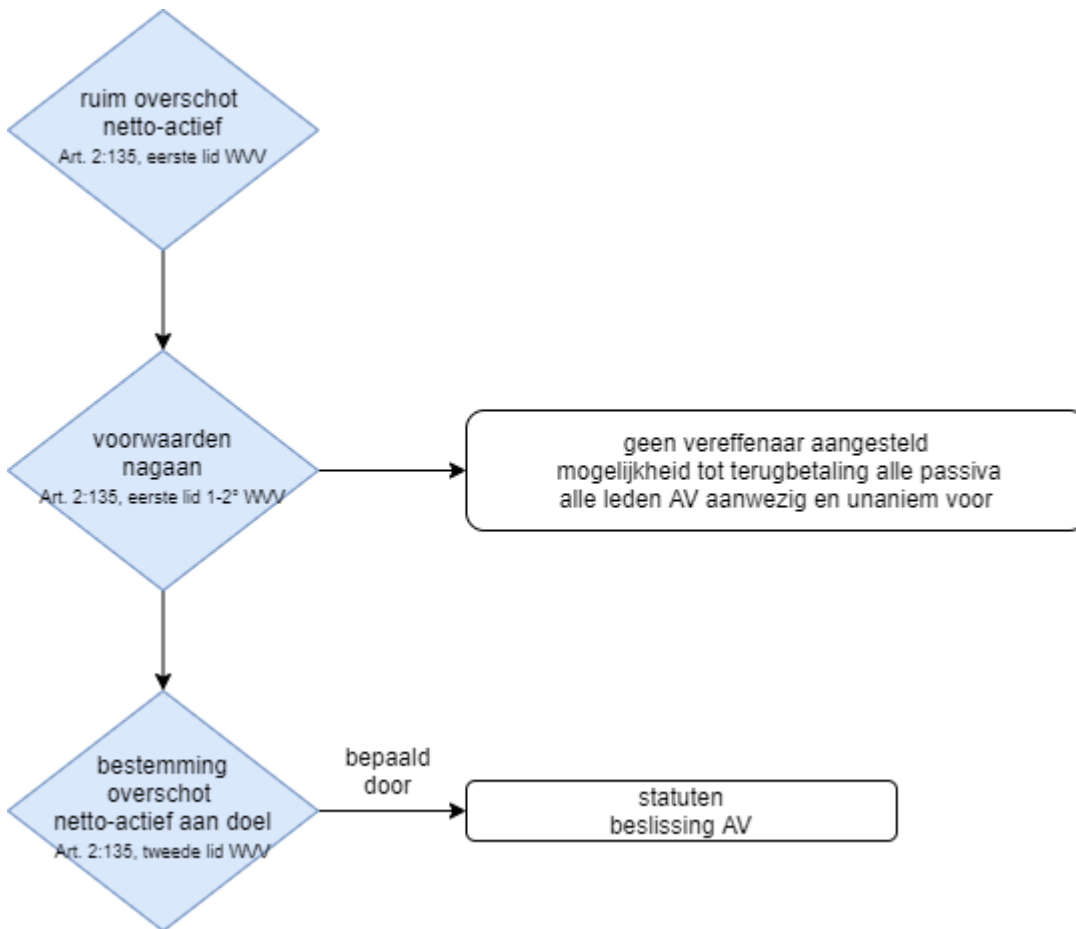 ruim overschot
netto-actief
Art. 2:135, eerste lid WVV
voorwaarden
nagaan
Art. 2:135, eerste lid 1-2° WVV
geen vereffenaar aangesteld
mogelijkheid tot terugbetaling alle passiva
alle leden AV aanwezig en unaniem voor
bestemming
overschot
netto-actief aan doel
Art. 2:135, tweede lid WVV
bepaald
door
statuten
beslissing AV